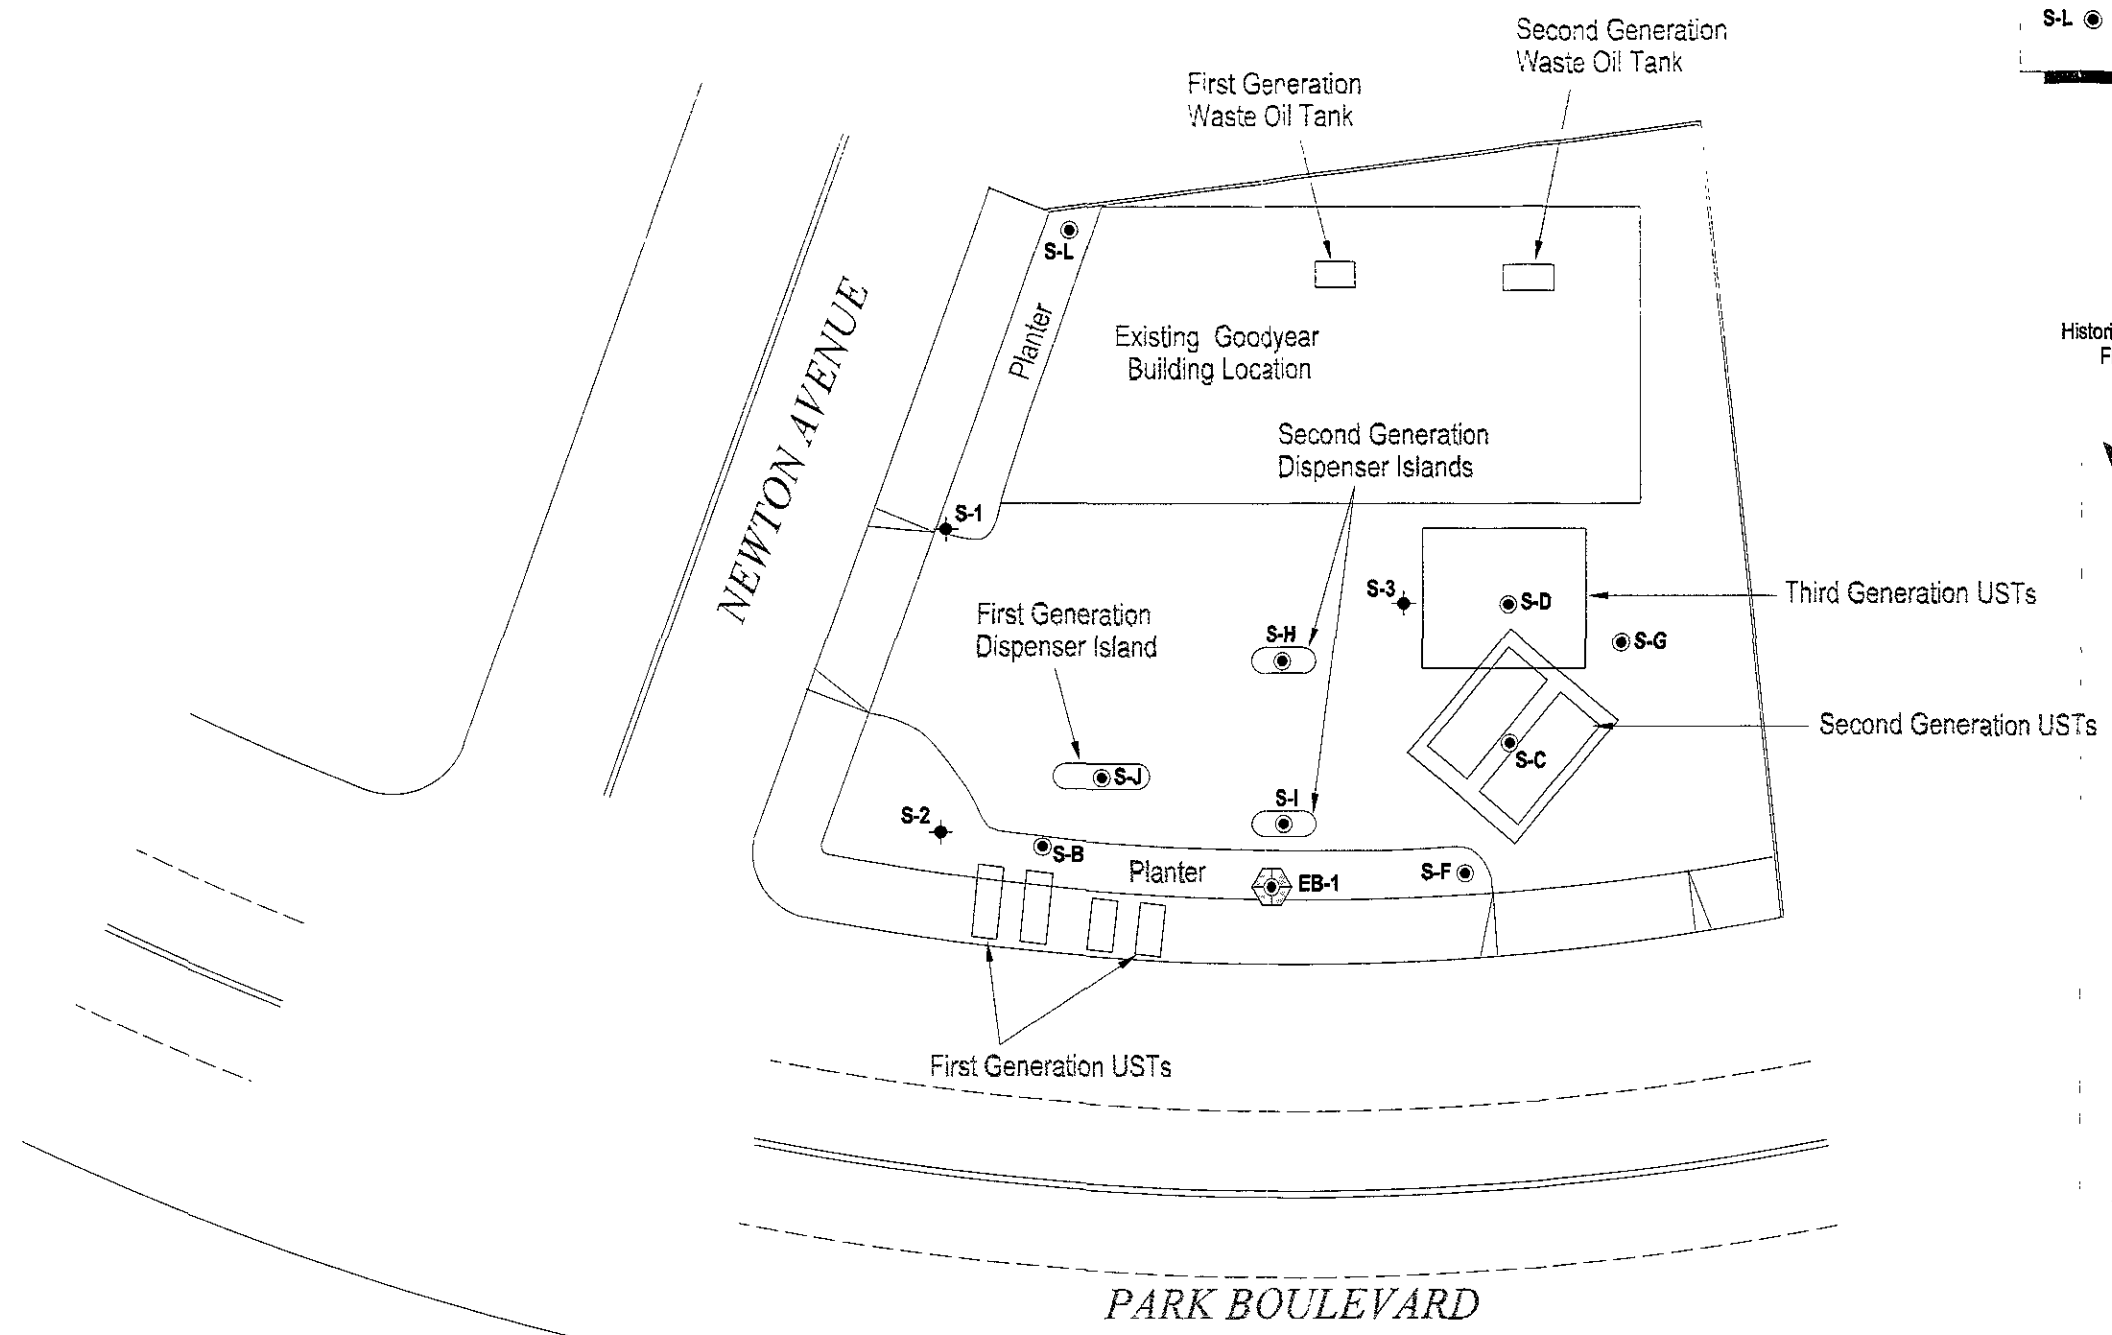 S-L
Second Generation
Waste Oil Tank
First Generation
Waste Oil Tank
S-L
Planter
Existing Goodyear
Building Location
NEWTON AVENUE
Second Generation
Dispenser Islands
S-1
S-3
S-D
Third Generation USTs
First Generation
Dispenser Island
S-H
S-G
Second Generation USTs
S-C
S-J
S-I
S-2
S-B
Planter
EB-1
S-F
First Generation USTs
PARK BOULEVARD